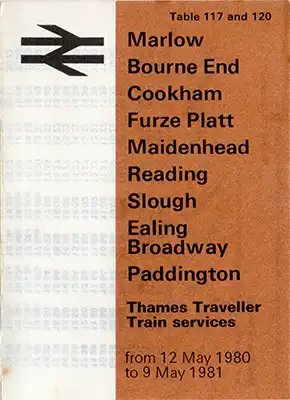 Table 117 and 120
Marlow
Bourne End
Cookham
Furze Platt
Maidenhead
Reading
Slough
Ealing
Broadway
Paddington
Thames Traveller
Train services
from 12 May 1980
to 9 May 1981